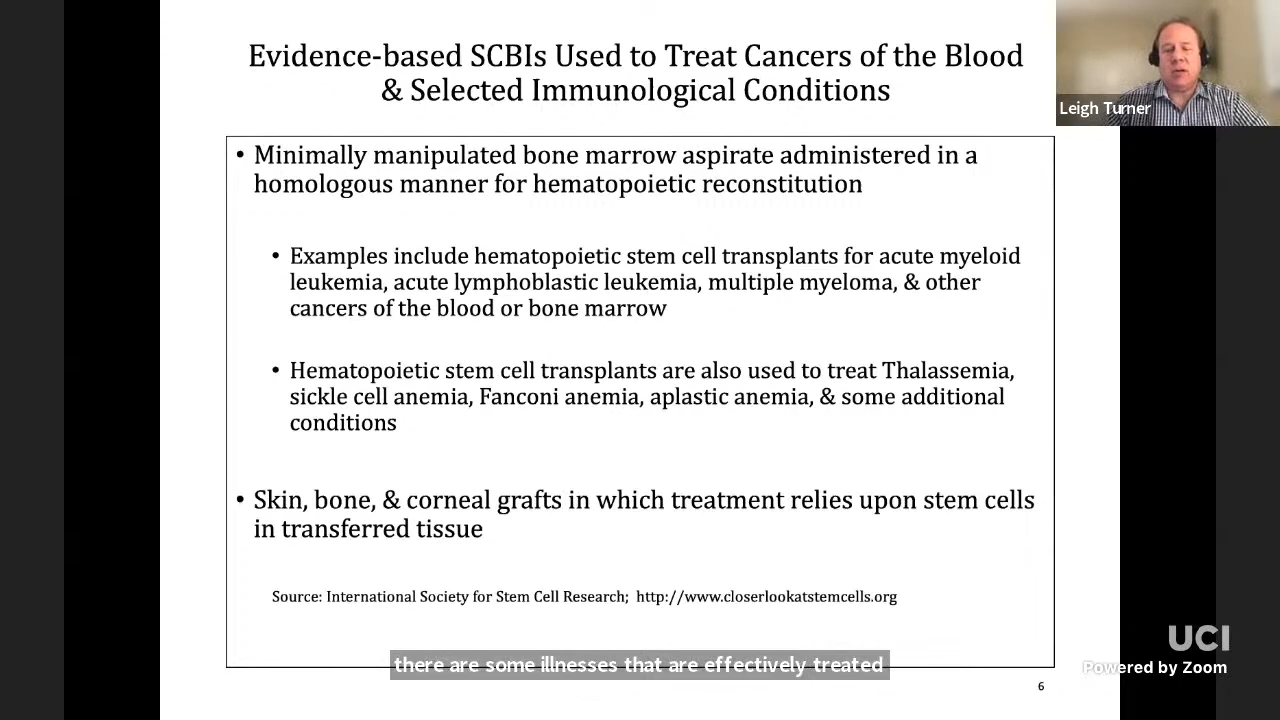 Evidence-based SCBIs Used to Treat Cancers of the Blood
& Selected Immunological Conditions
Leigh Turner
• Minimally manipulated bone marrow aspirate administered in a
homologous manner for hematopoietic reconstitution
• Examples include hematopoietic stem cell transplants for acute myeloid
leukemia, acute lymphoblastic leukemia, multiple myeloma, & other
cancers of the blood or bone marrow
• Hematopoietic stem cell transplants are also used to treat Thalassemia,
sickle cell anemia, Fanconi anemia, aplastic anemia, & some additional
conditions
• Skin, bone, & corneal grafts in which treatment relies upon stem cells
in transferred tissue
Source: International Society for Stem Cell Research; http://www.closerlookatstemcells.org
UCI
there are some illnesses that are effectively treated
Powered by Zoom
6